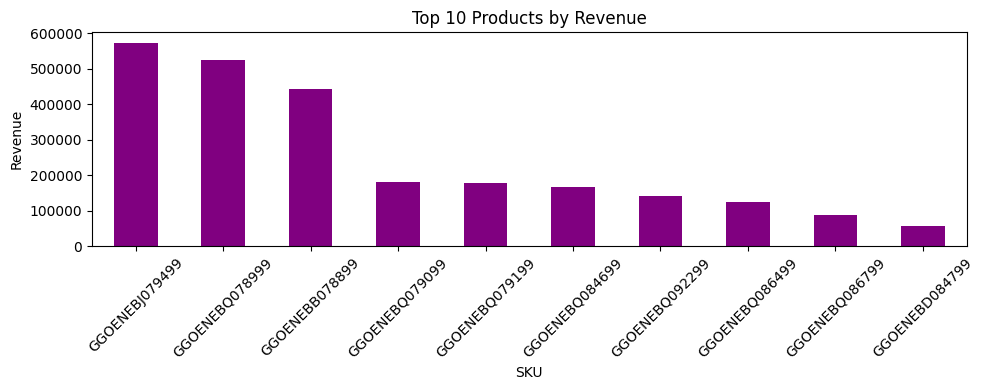 Top 10 Products by Revenue
Revenue
600000
500000
400000
300000
200000
100000
0
GGOENEBJ079499
GGOENEBQ078999
GGOENEBB078899
GGOENEBQ079099
GGOENEBQ079199
GGOENEBQ084699
GGOENEBQ092299
GGOENEBQ086499
GGOENEBQ086799
GGOENEBD084799
SKU